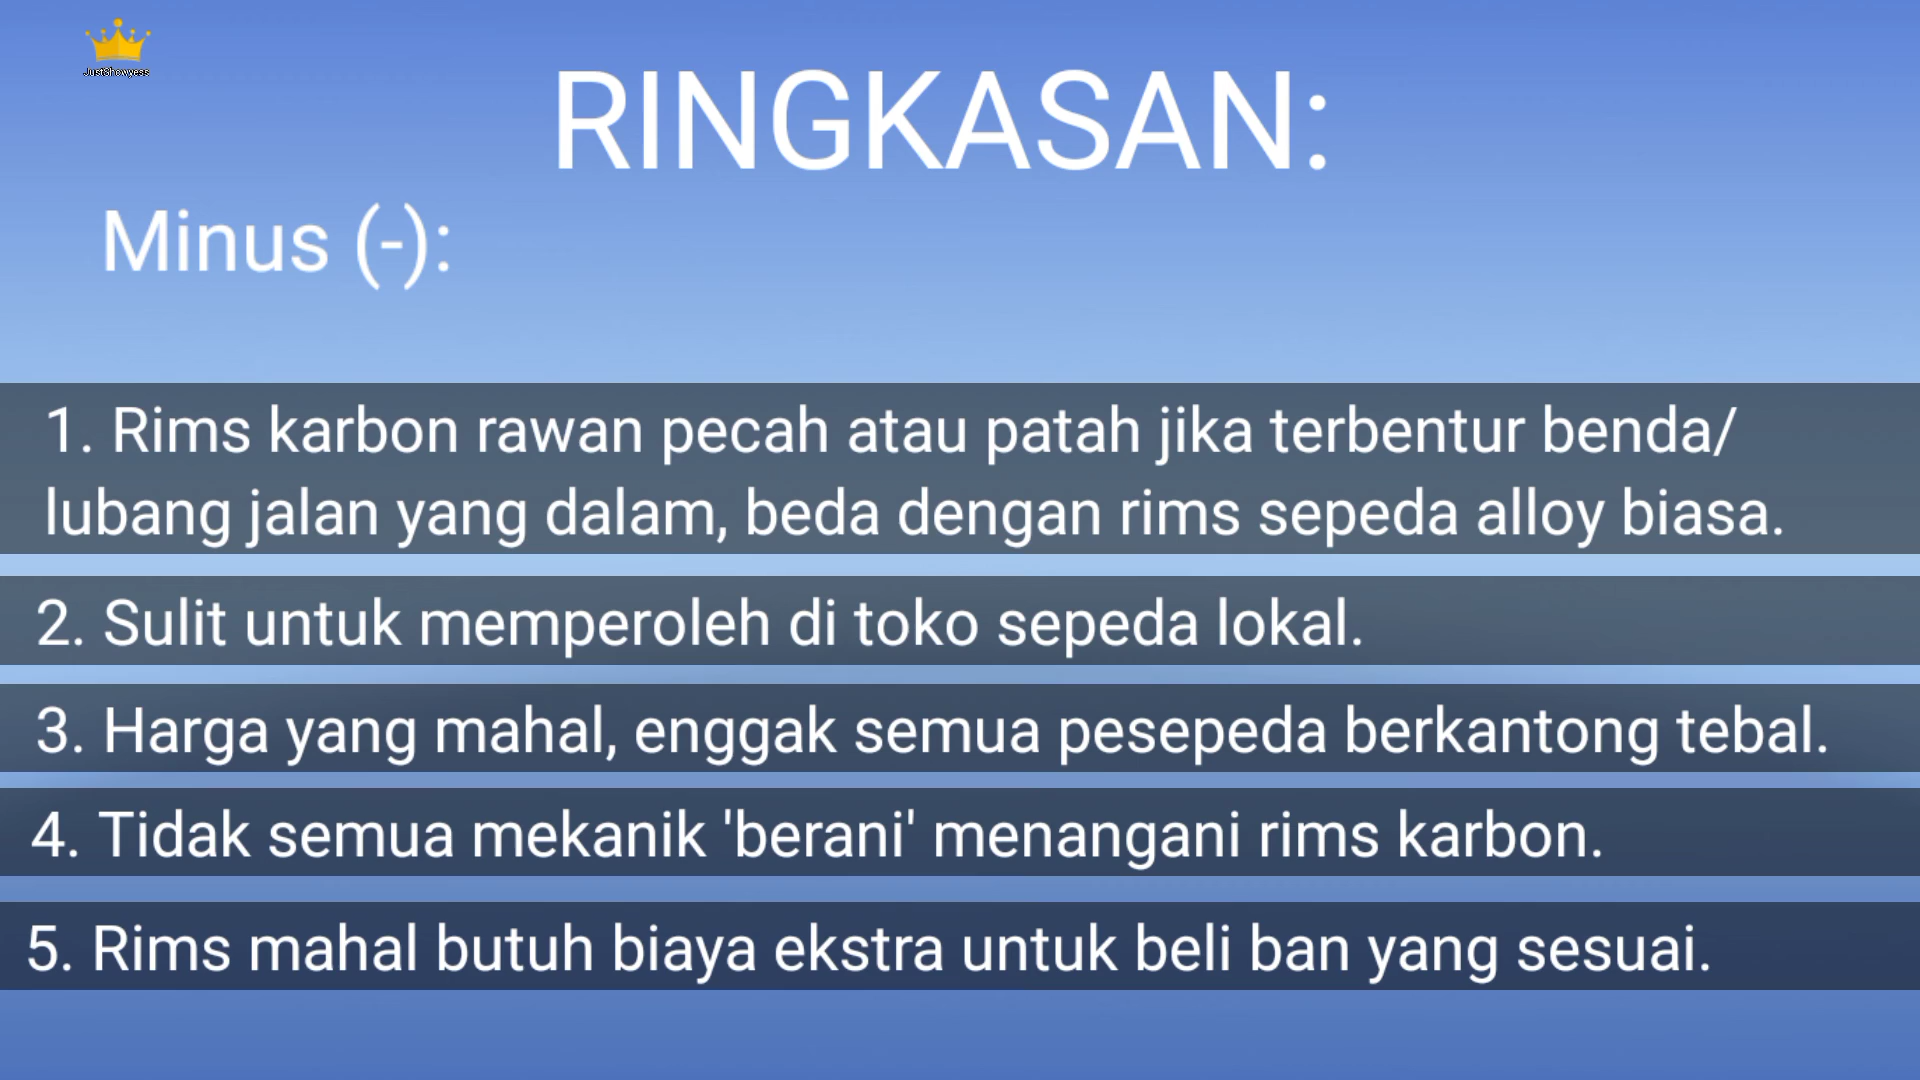 JustShowyess
RINGKASAN:
Minus (-):
1. Rims karbon rawan pecah atau patah jika terbentur benda/
lubang jalan yang dalam, beda dengan rims sepeda alloy biasa.
2. Sulit untuk memperoleh di toko sepeda lokal.
3. Harga yang mahal, enggak semua pesepeda berkantong tebal.
4. Tidak semua mekanik 'berani' menangani rims karbon.
5. Rims mahal butuh biaya ekstra untuk beli ban yang sesuai.